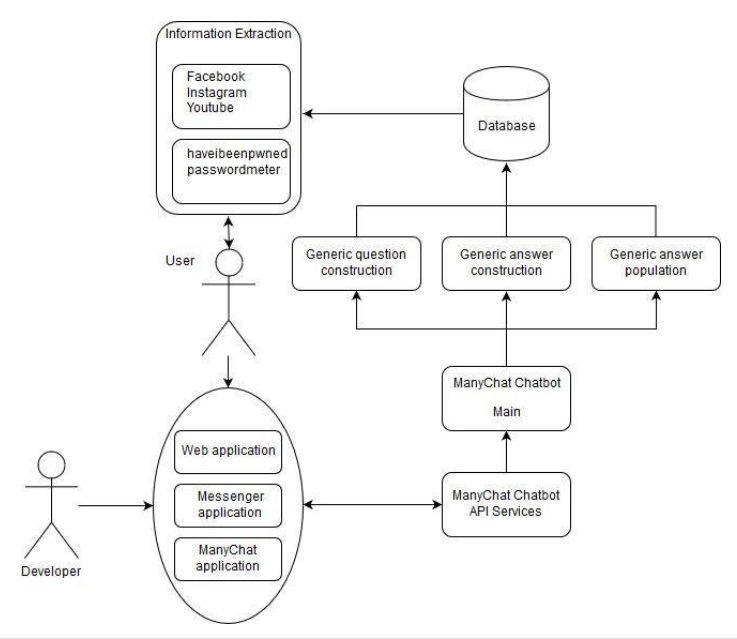 Information Extraction
Facebook
Instagram
Youtube
haveibeenpwned
passwordmeter
Database
User
Generic question
construction
Generic answer
construction
Generic answer
population
ManyChat Chatbot
Main
Web application
Messenger
application
ManyChat
application
ManyChat Chatbot
API Services
Developer